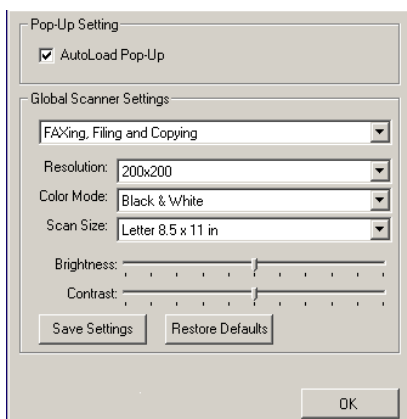 Pop-Up Setting
AutoLoad Pop-Up
Global Scanner Settings
FAXing, Filing and Copying
Resolution: 200x200
Color Mode: Black & White
Scan Size: Letter 8.5 x 11 in
Brightness:
Contrast:
Save Settings Restore Defaults
OK